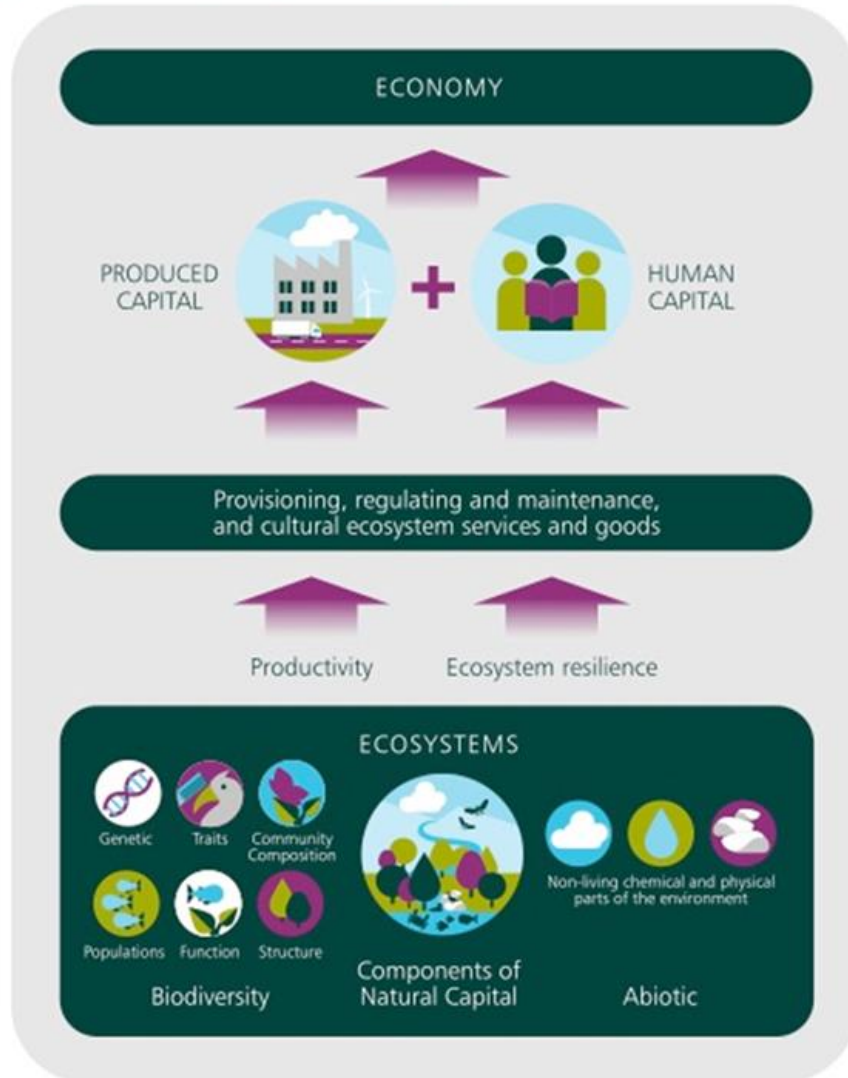 ECONOMY
PRODUCED
CAPITAL
HUMAN
CAPITAL
Provisioning, regulating and maintenance,
and cultural ecosystem services and goods
Productivity
Ecosystem resilience
ECOSYSTEMS
Genetic
Traits
Community
Composition
Populations
Function
Structure
Biodiversity
Components of
Natural Capital
Non-living chemical and physical
parts of the environment
Abiotic